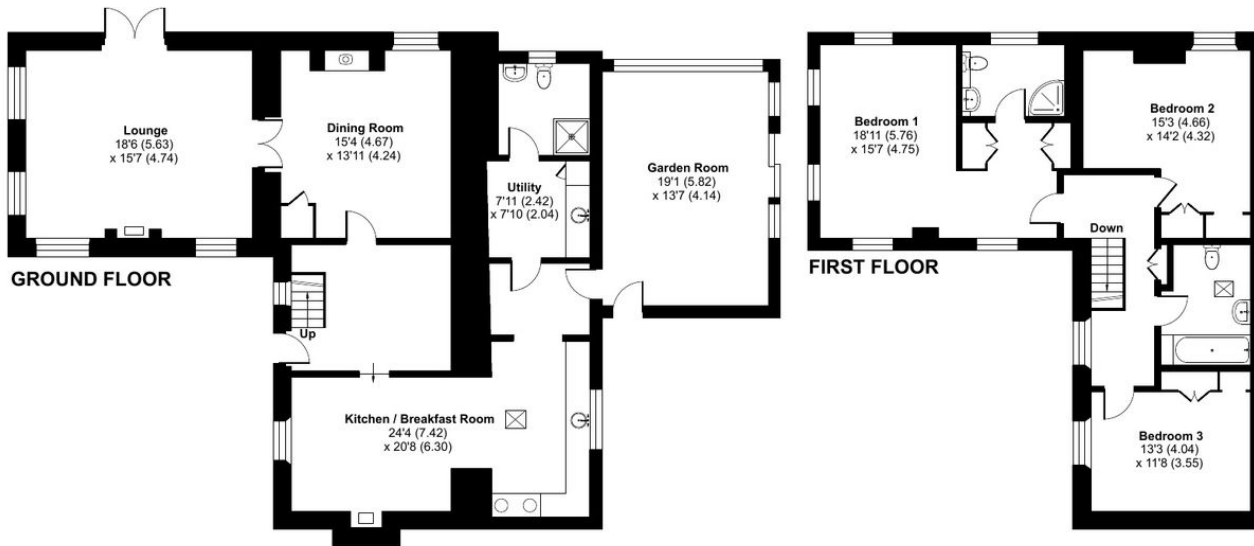 Lounge
18'6 (5.63)
x 15'7 (4.74)
Dining Room
15'4 (4.67)
x 13'11 (4.24)
Utility
7'11 (2.42)
x 7'10 (2.04)
Garden Room
19'1 (5.82)
x 13'7 (4.14)
GROUND FLOOR
Up
Kitchen / Breakfast Room
24'4 (7.42)
x 20'8 (6.30)
Bedroom 1
18'11 (5.76)
x 15'7 (4.75)
Bedroom 2
15'3 (4.66)
x 14'2 (4.32)
Down
FIRST FLOOR
Bedroom 3
13'3 (4.04)
x 11'8 (3.55)